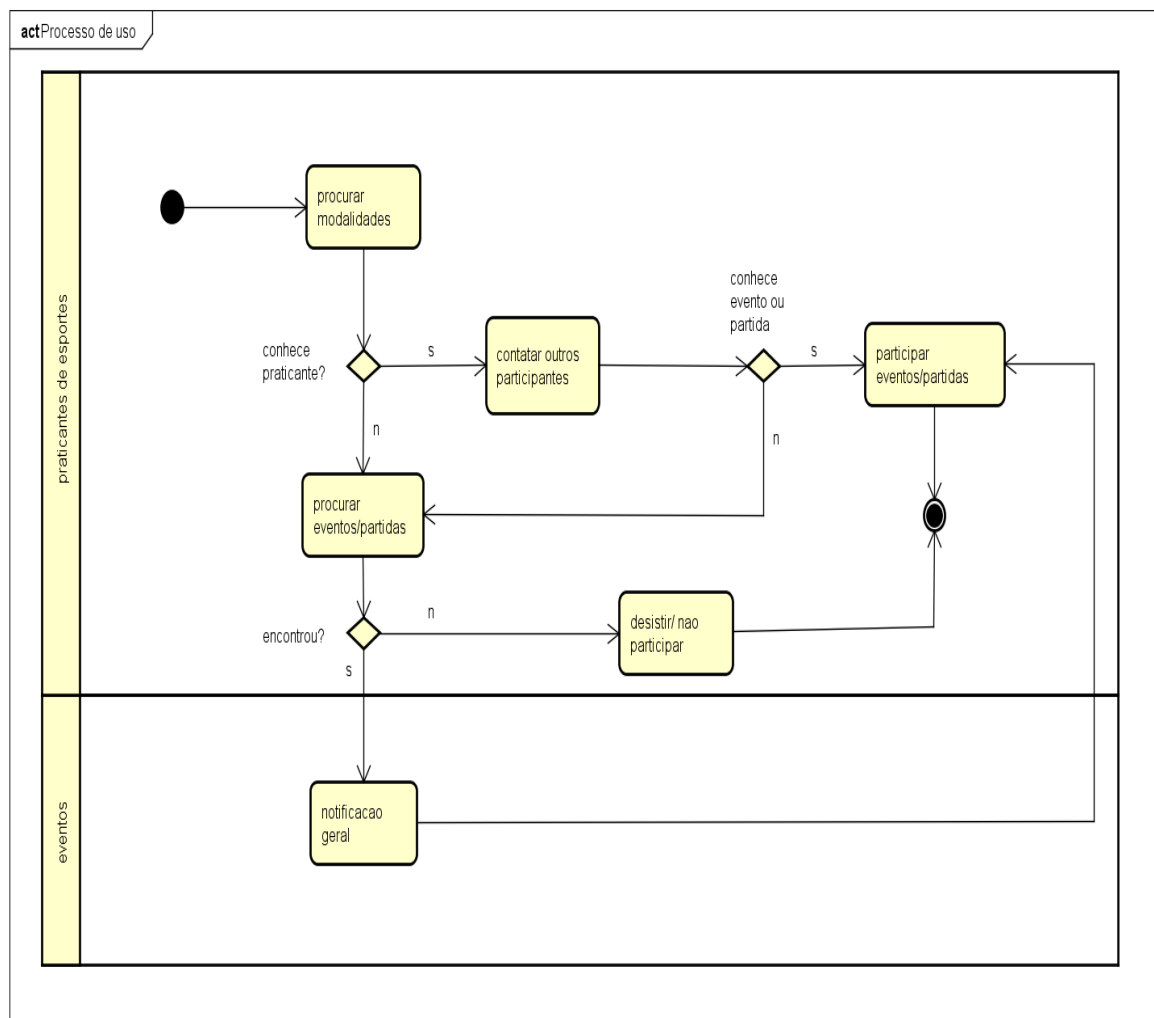 act Processo de uso
praticantes de esportes
procurar
modalidades
conhece
praticante?
s
contatar outros
participantes
conhece
evento ou
partida
s
participar
eventos/partidas
n
n
procurar
eventos/partidas
encontrou?
n
desistir/ nao
participar
s
eventos
notificacao
geral